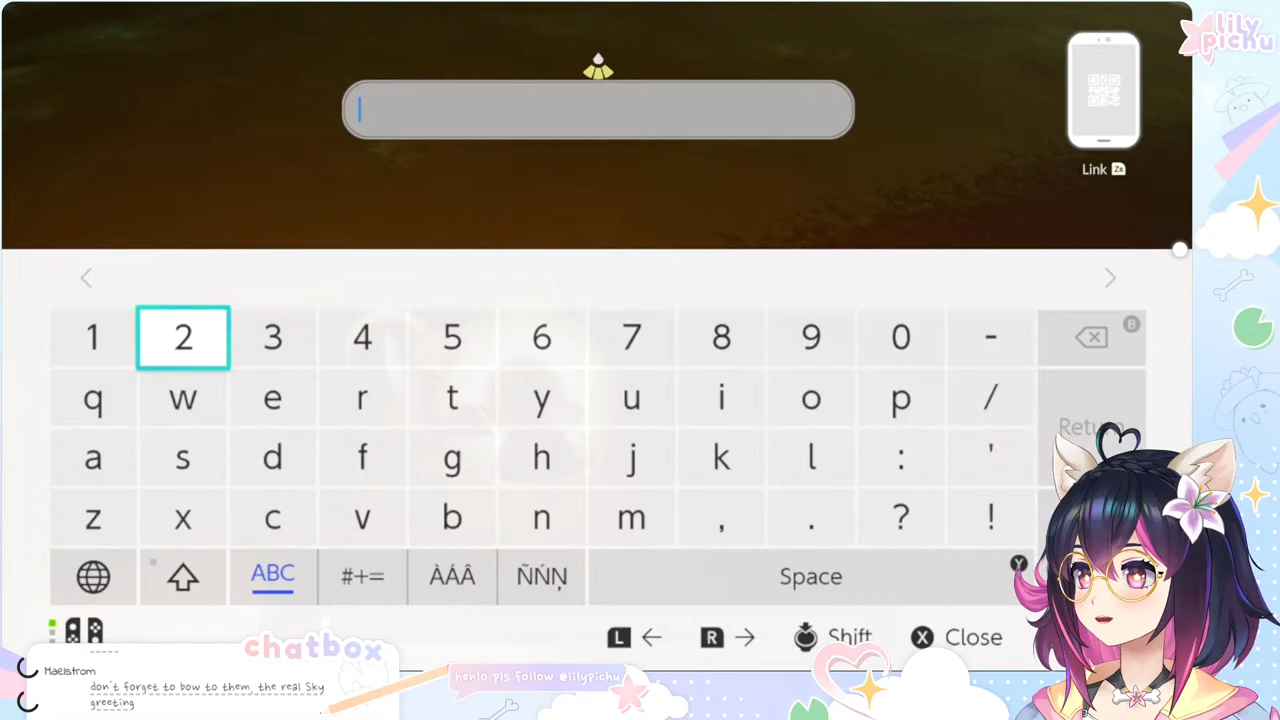 lily
pichu
Link ZR
1 2 3 4 5 6 7 8 9 0 - B
q w e r t y u i o p /
a s d f g h j k l : '
z x c v b n m , . ? !
ABC #+= ÀÁÂ ÑŃŅ Space Y
L ← R → Shift X Close
chatbox
Maelstrom
don't forget to bow to them, the real Sky
greeting
henlo pls follow @lilypichu